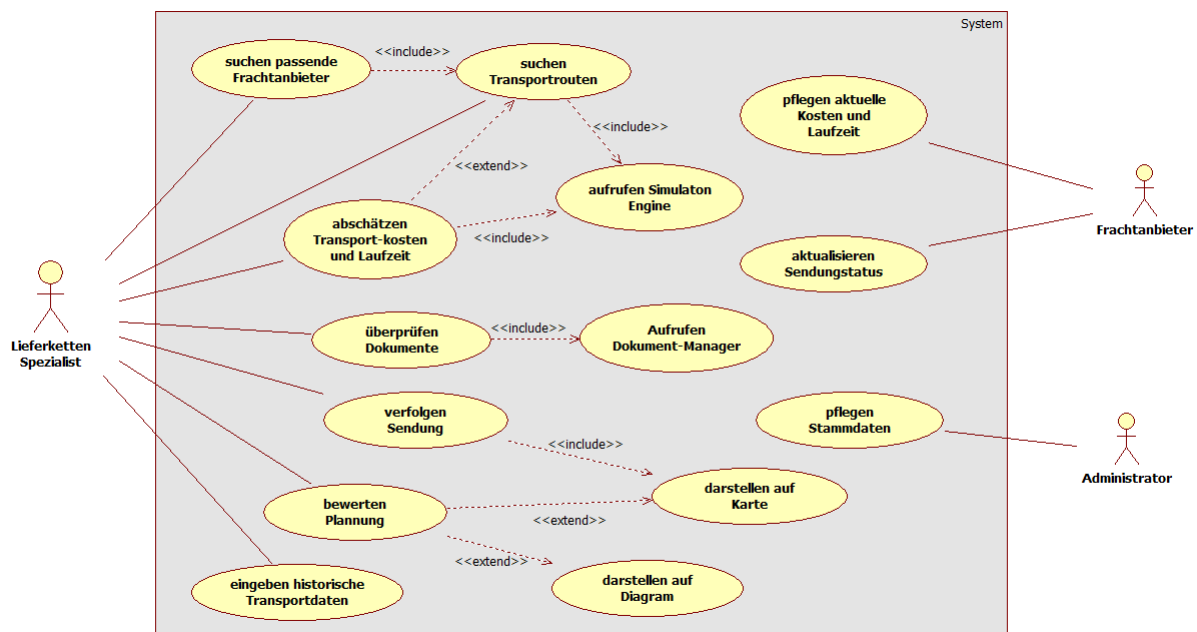 System
suchen passende
Frachtanbieter
<<include>>
suchen
Transportrouten
pflegen aktuelle
Kosten und
Laufzeit
<<include>>
<<extend>>
aufrufen Simulaton
Engine
abschätzen
Transport-kosten
und Laufzeit
<<include>>
Frachtanbieter
aktualisieren
Sendungstatus
Lieferketten
Spezialist
überprüfen
Dokumente
<<include>>
Aufrufen
Dokument-Manager
verfolgen
Sendung
<<include>>
pflegen
Stammdaten
Administrator
darstellen auf
Karte
bewerten
Plannung
<<extend>>
<<extend>>
eingeben historische
Transportdaten
darstellen auf
Diagram